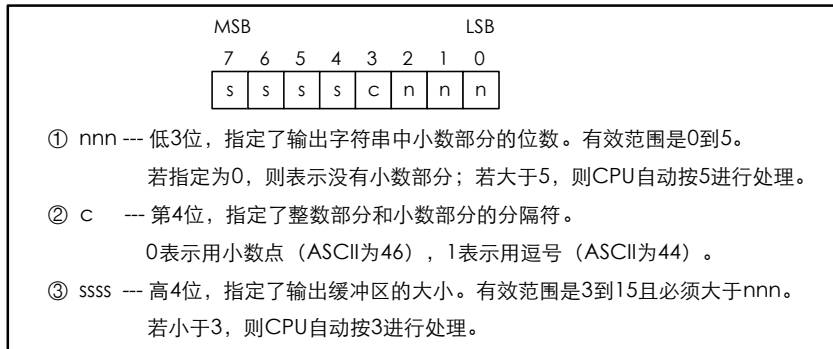 MSB LSB
7 6 5 4 3 2 1 0
s s s s c n n n
① nnn --- 低3位，指定了输出字符串中小数部分的位数。有效范围是0到5。
若指定为0，则表示没有小数部分；若大于5，则CPU自动按5进行处理。
② c --- 第4位，指定了整数部分和小数部分的分隔符。
0表示用小数点（ASCII为46），1表示用逗号（ASCII为44）。
③ ssss --- 高4位，指定了输出缓冲区的大小。有效范围是3到15且必须大于nnn。
若小于3，则CPU自动按3进行处理。